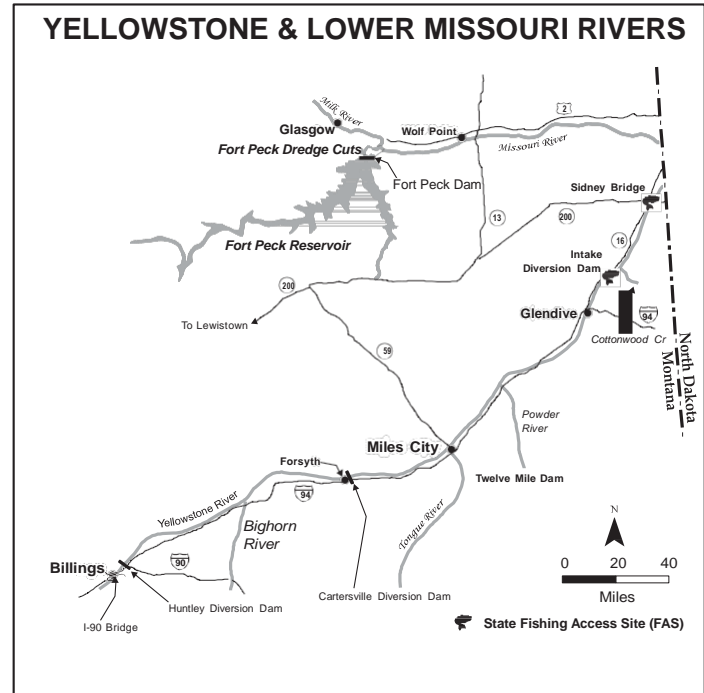 YELLOWSTONE & LOWER MISSOURI RIVERS
Milk River
2
Glasgow
Wolf Point
Missouri River
Fort Peck Dredge Cuts
Fort Peck Dam
Sidney Bridge
13
200
Fort Peck Reservoir
16
Intake
Diversion Dam
200
Glendive
94
To Lewistown
Cottonwood Cr
North Dakota
Montana
59
Powder
River
Miles City
Forsyth
Twelve Mile Dam
94
Yellowstone River
Tongue River
Bighorn
River
N
90
Billings
0 20 40
Miles
Cartersville Diversion Dam
Huntley Diversion Dam
I-90 Bridge
State Fishing Access Site (FAS)